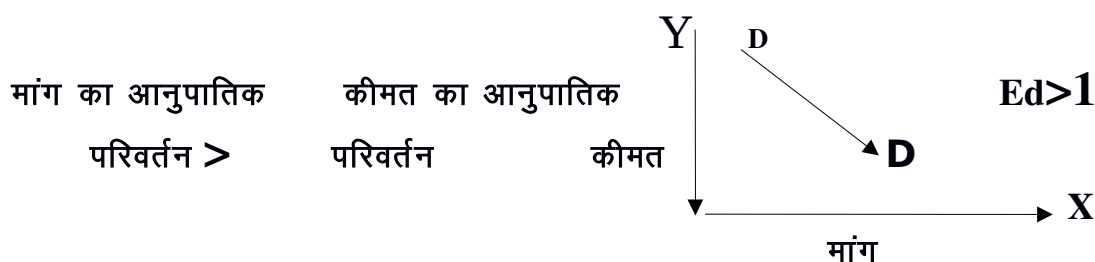 Y D
मांग का आनुपातिक कीमत का आनुपातिक Ed>1
परिवर्तन > परिवर्तन कीमत D
X
मांग